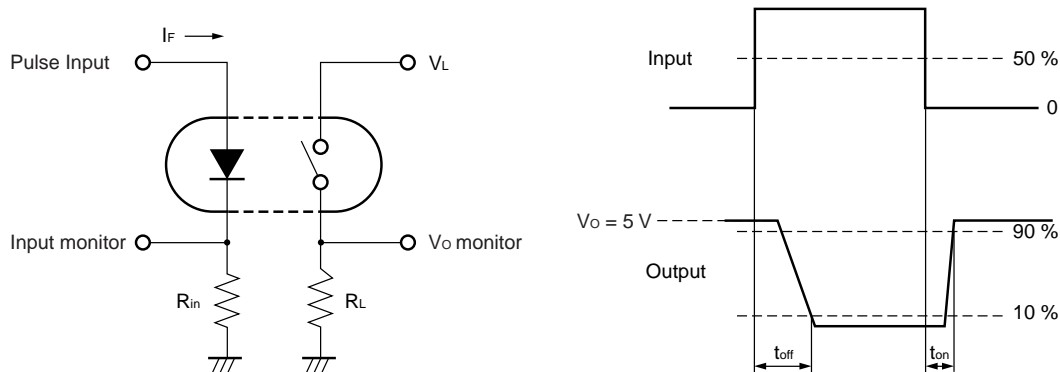 IF
Pulse Input
VL
Input monitor
VO monitor
Rin
RL
Input
50 %
0
VO = 5 V
90 %
Output
10 %
toff
ton